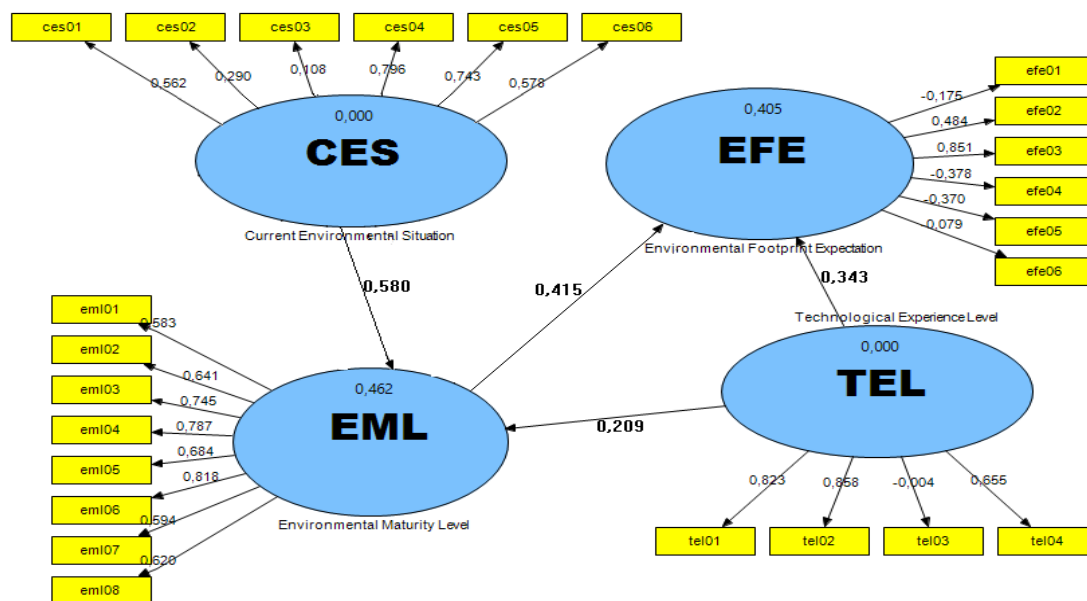 ces01 ces02 ces03 ces04 ces05 ces06
0,562 0,290 0,108 0,796 0,743 0,578
0,000
CES
Current Environmental Situation
0,405
EFE
Environmental Footprint Expectation
efe01
efe02
efe03
efe04
efe05
efe06
-0,175
0,484
0,851
-0,378
-0,370
0,079
0,580
0,415
0,343
0,209
Technological Experience Level
0,000
TEL
0,823 0,858 -0,004 0,655
tel01 tel02 tel03 tel04
eml01
eml02
eml03
eml04
eml05
eml06
eml07
eml08
0,583
0,641
0,745
0,787
0,684
0,818
0,594
0,620
0,462
EML
Environmental Maturity Level